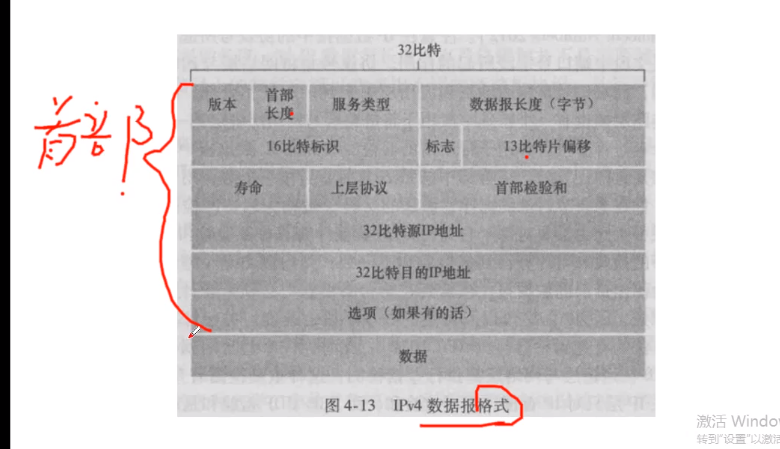 32比特
版本 首部长度 服务类型 数据报长度（字节）
16比特标识 标志 13比特片偏移
寿命 上层协议 首部检验和
首部
32比特源IP地址
32比特目的IP地址
选项（如果有的话）
数据
图 4-13 IPv4 数据报格式
激活 Windo
转到"设置"以激活